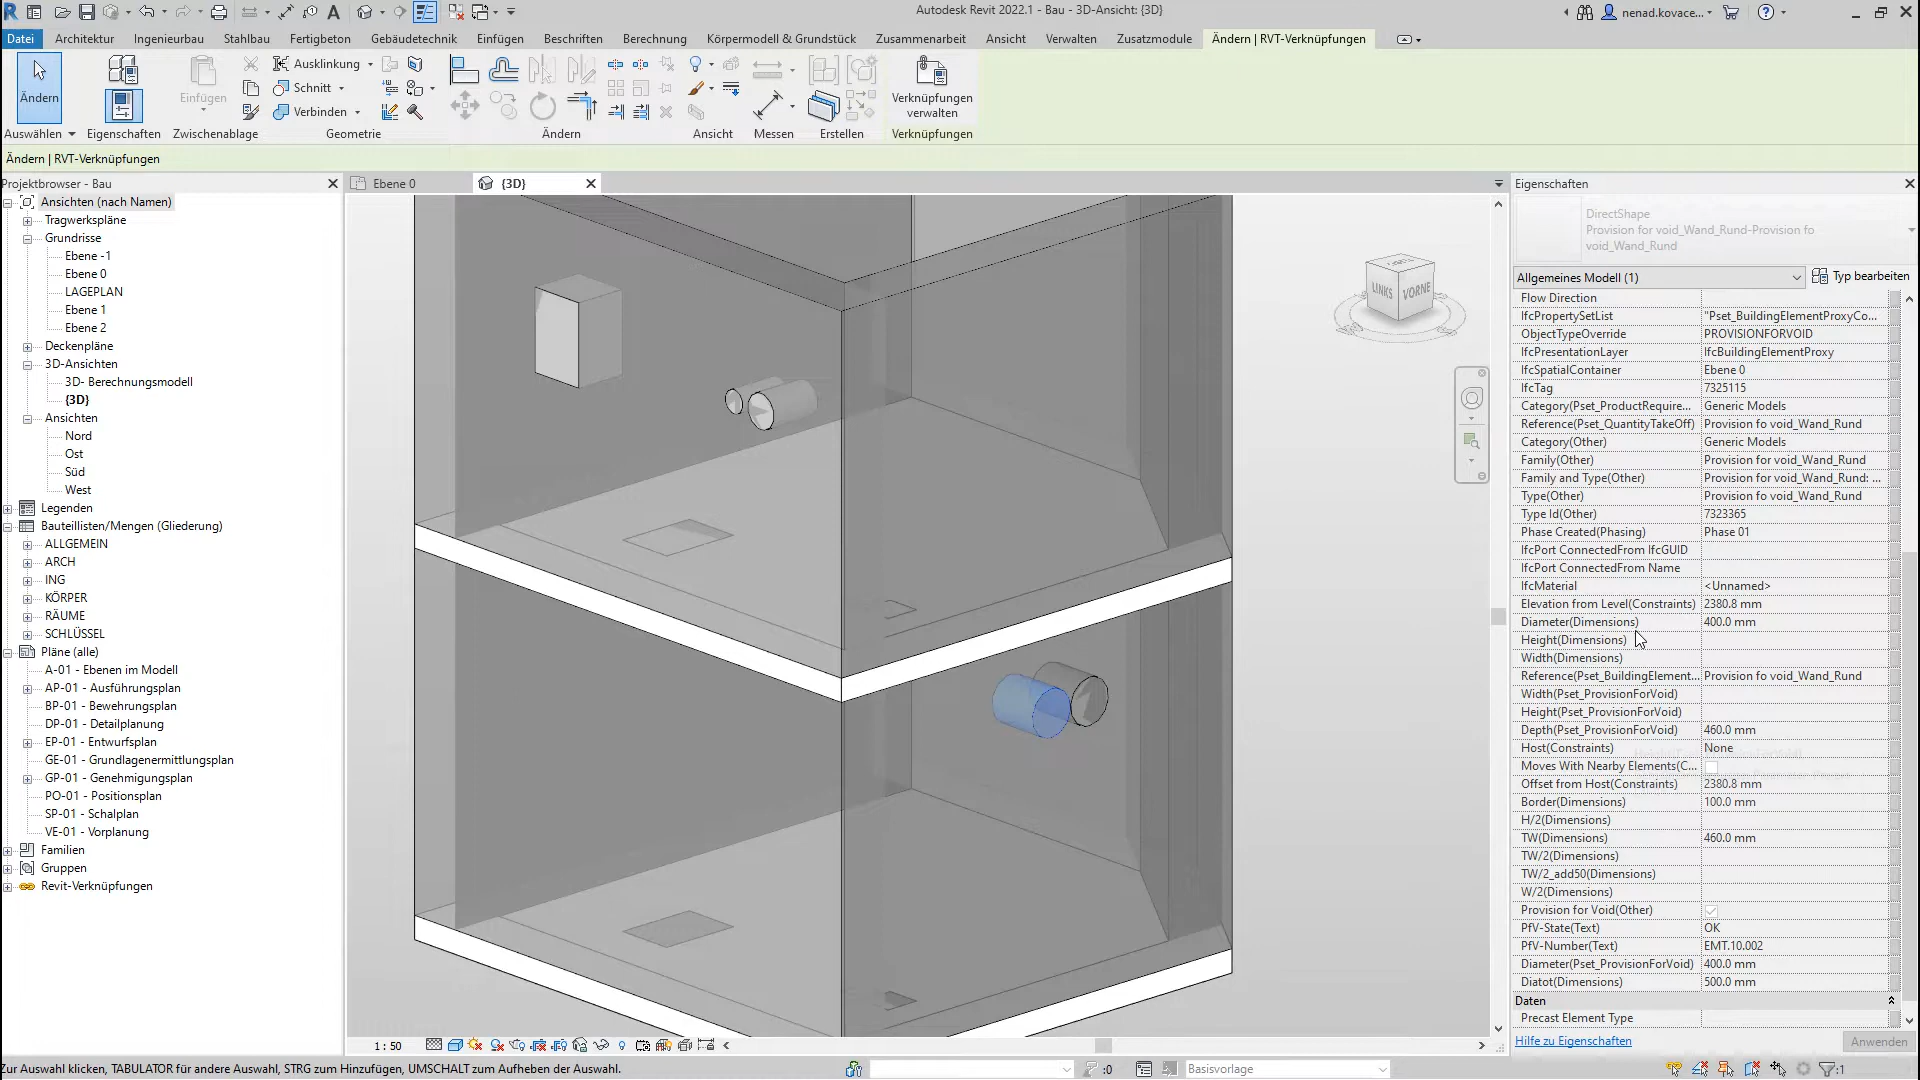 Autodesk Revit 2022.1 - Bau - 3D-Ansicht: {3D}
nenad.kovace...
Datei Architektur Ingenieurbau Stahlbau Fertigbeton Gebäudetechnik Einfügen Beschriften Berechnung Körpermodell & Grundstück Zusammenarbeit Ansicht Verwalten Zusatzmodule Ändern | RVT-Verknüpfungen
Ausklinkung
Schnitt
Verbinden
Ändern
Einfügen
Verknüpfungen
verwalten
Auswählen Eigenschaften Zwischenablage Geometrie Ändern Ansicht Messen Erstellen Verknüpfungen
Ändern | RVT-Verknüpfungen
Projektbrowser - Bau
Ansichten (nach Namen)
Tragwerkspläne
Grundrisse
Ebene -1
Ebene 0
LAGEPLAN
Ebene 1
Ebene 2
Deckenpläne
3D-Ansichten
3D- Berechnungsmodell
{3D}
Ansichten
Nord
Ost
Süd
West
Legenden
Bauteillisten/Mengen (Gliederung)
ALLGEMEIN
ARCH
ING
KÖRPER
RÄUME
SCHLÜSSEL
Pläne (alle)
A-01 - Ebenen im Modell
AP-01 - Ausführungsplan
BP-01 - Bewehrungsplan
DP-01 - Detailplanung
EP-01 - Entwurfsplan
GE-01 - Grundlagenermittlungsplan
GP-01 - Genehmigungsplan
PO-01 - Positionsplan
SP-01 - Schalplan
VE-01 - Vorplanung
Familien
Gruppen
Revit-Verknüpfungen
Ebene 0
{3D}
LINKS VORNE
1 : 50
Eigenschaften
DirectShape
Provision for void_Wand_Rund-Provision fo
void_Wand_Rund
Allgemeines Modell (1) Typ bearbeiten
Flow Direction
IfcPropertySetList "Pset_BuildingElementProxyCo...
ObjectTypeOverride PROVISIONFORVOID
IfcPresentationLayer IfcBuildingElementProxy
IfcSpatialContainer Ebene 0
IfcTag 7325115
Category(Pset_ProductRequire... Generic Models
Reference(Pset_QuantityTakeOff) Provision fo void_Wand_Rund
Category(Other) Generic Models
Family(Other) Provision for void_Wand_Rund
Family and Type(Other) Provision for void_Wand_Rund: ...
Type(Other) Provision fo void_Wand_Rund
Type Id(Other) 7323365
Phase Created(Phasing) Phase 01
IfcPort ConnectedFrom IfcGUID
IfcPort ConnectedFrom Name
IfcMaterial <Unnamed>
Elevation from Level(Constraints) 2380.8 mm
Diameter(Dimensions) 400.0 mm
Height(Dimensions)
Width(Dimensions)
Reference(Pset_BuildingElement... Provision fo void_Wand_Rund
Width(Pset_ProvisionForVoid)
Height(Pset_ProvisionForVoid)
Depth(Pset_ProvisionForVoid) 460.0 mm
Host(Constraints) None
Moves With Nearby Elements(C...
Offset from Host(Constraints) 2380.8 mm
Border(Dimensions) 100.0 mm
H/2(Dimensions)
TW(Dimensions) 460.0 mm
TW/2(Dimensions)
TW/2_add50(Dimensions)
W/2(Dimensions)
Provision for Void(Other)
PfV-State(Text) OK
PfV-Number(Text) EMT.10.002
Diameter(Pset_ProvisionForVoid) 400.0 mm
Diatot(Dimensions) 500.0 mm
Daten
Precast Element Type
Hilfe zu Eigenschaften Anwenden
Zur Auswahl klicken, TABULATOR für andere Auswahl, STRG zum Hinzufügen, UMSCHALT zum Aufheben der Auswahl.
:0
Basisvorlage
:1